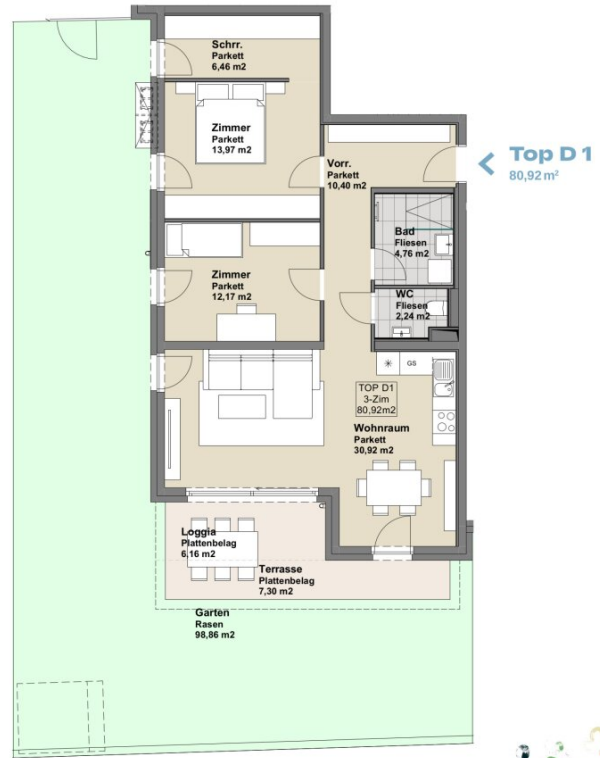 Schrr.
Parkett
6,46 m2
Zimmer
Parkett
13,97 m2
Vorr.
Parkett
10,40 m2
Top D 1
80,92 m²
Bad
Fliesen
4,76 m2
Zimmer
Parkett
12,17 m2
WC
Fliesen
2,24 m2
GS
TOP D1
3-Zim
80,92m2
Wohnraum
Parkett
30,92 m2
Loggia
Plattenbelag
6,16 m2
Terrasse
Plattenbelag
7,30 m2
Garten
Rasen
98,86 m2